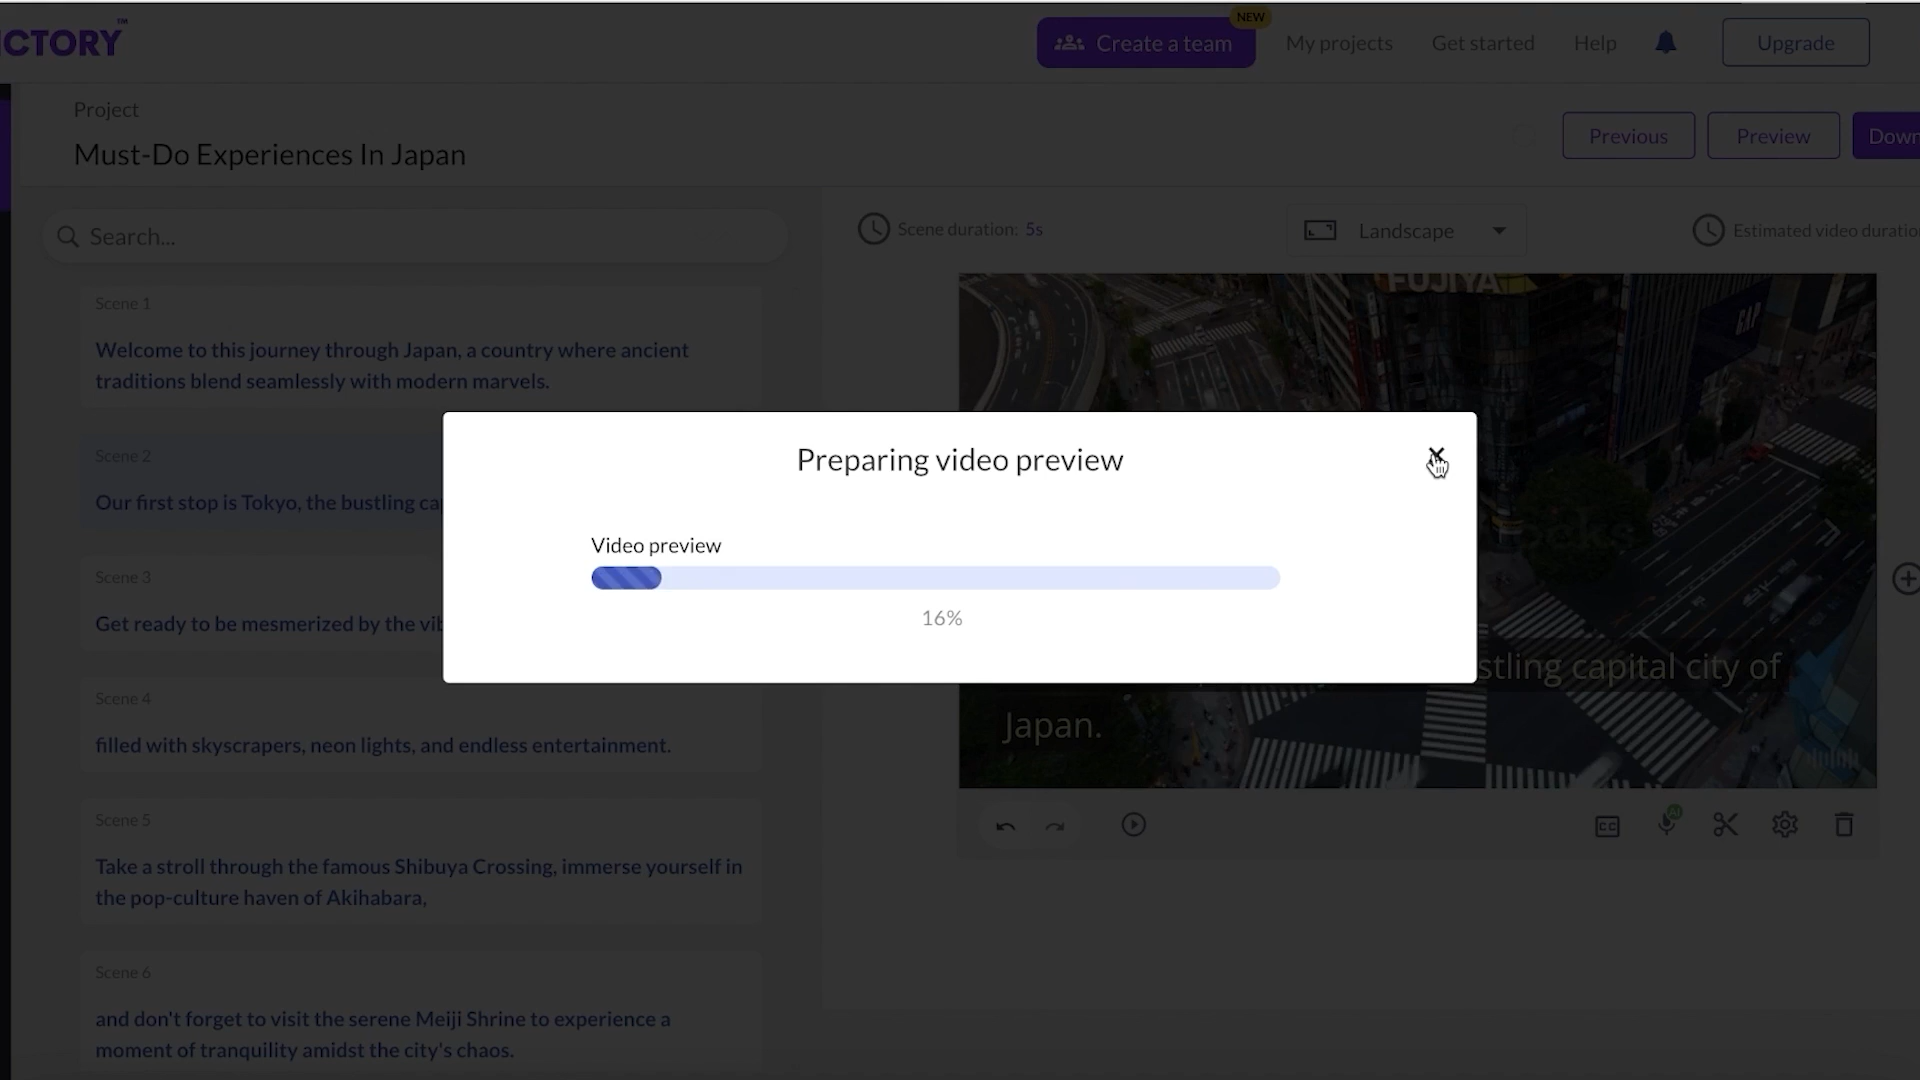 ICTORY™
NEW
Create a team
My projects
Get started
Help
Upgrade
Project
Must-Do Experiences In Japan
Previous
Preview
Down
Search...
Scene duration: 5s
Landscape
Estimated video duratio
Scene 1
Welcome to this journey through Japan, a country where ancient
traditions blend seamlessly with modern marvels.
Scene 2
Our first stop is Tokyo, the bustling ca
Scene 3
Get ready to be mesmerized by the vib
Scene 4
filled with skyscrapers, neon lights, and endless entertainment.
Scene 5
Take a stroll through the famous Shibuya Crossing, immerse yourself in
the pop-culture haven of Akihabara,
Scene 6
and don't forget to visit the serene Meiji Shrine to experience a
moment of tranquility amidst the city's chaos.
Preparing video preview
Video preview
16%
FUJIYA
GAP
stling capital city of
Japan.
CC
AI